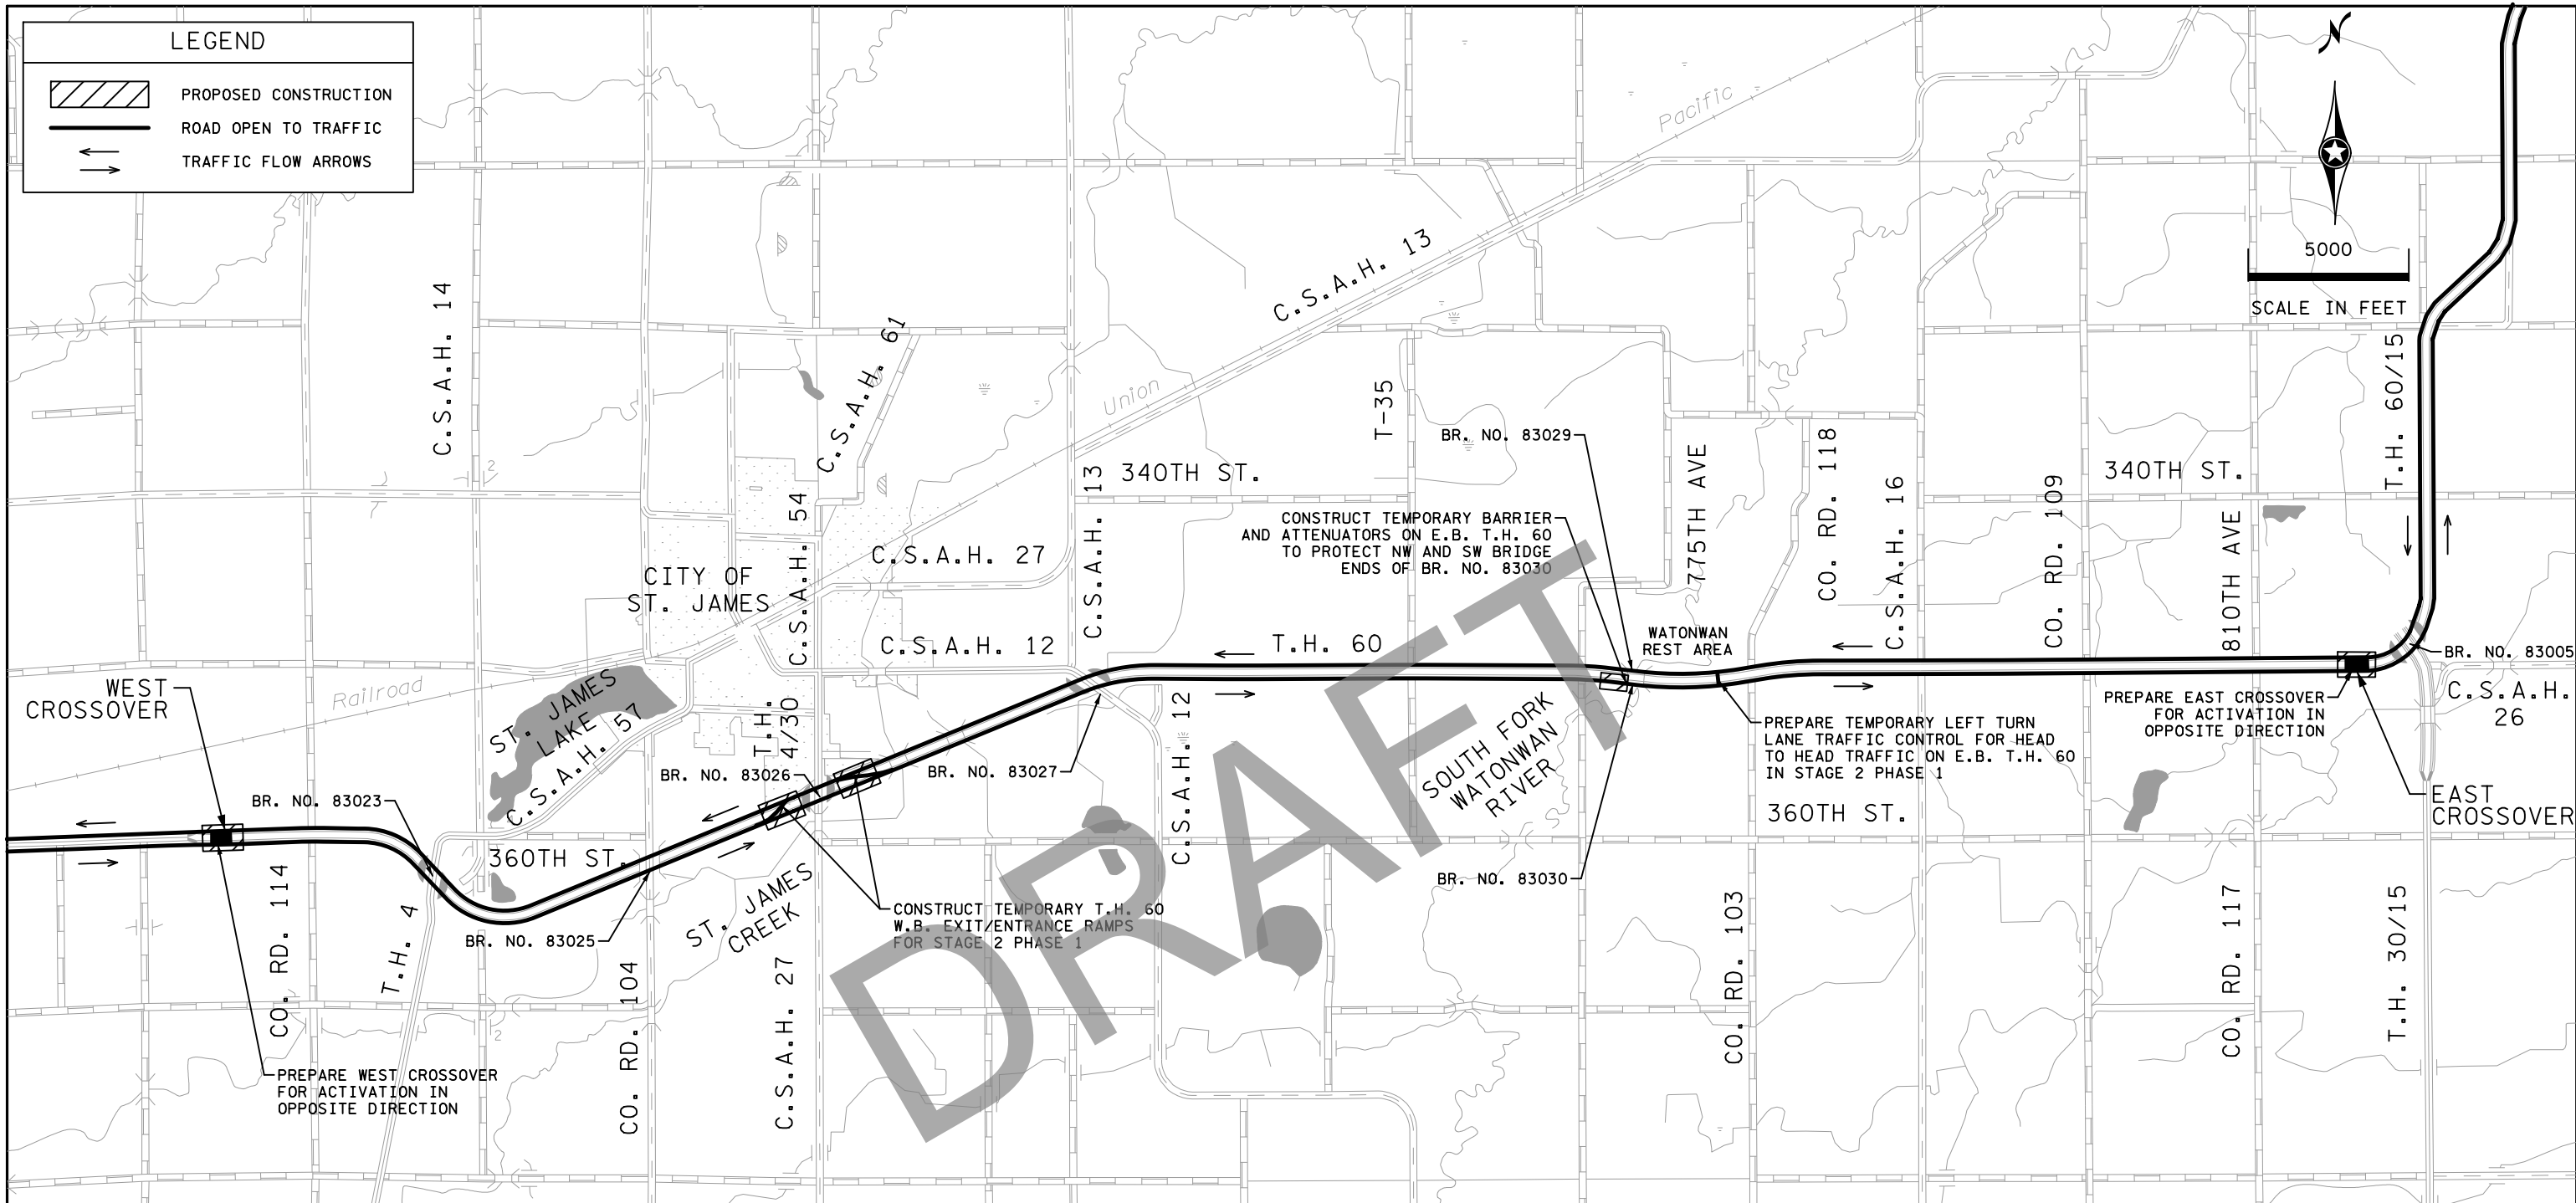 LEGEND
PROPOSED CONSTRUCTION
ROAD OPEN TO TRAFFIC
TRAFFIC FLOW ARROWS
N
5000
SCALE IN FEET
Pacific
C.S.A.H. 13
Union
C.S.A.H. 14
C.S.A.H. 61
T-35
T.H. 60/15
BR. NO. 83029
775TH AVE
CO. RD. 118
C.S.A.H. 16
CO. RD. 109
340TH ST.
810TH AVE
340TH ST.
C.S.A.H. 13
2
C.S.A.H. 54
CONSTRUCT TEMPORARY BARRIER
AND ATTENUATORS ON E.B. T.H. 60
TO PROTECT NW AND SW BRIDGE
ENDS OF BR. NO. 83030
C.S.A.H. 27
CITY OF
ST. JAMES
C.S.A.H. 12
T.H. 60
WATONWAN
REST AREA
BR. NO. 83005
C.S.A.H.
26
WEST
CROSSOVER
Railroad
ST. JAMES
LAKE
C.S.A.H. 57
T.H.
4/30
C.S.A.H. 12
SOUTH FORK
WATONWAN
RIVER
PREPARE TEMPORARY LEFT TURN
LANE TRAFFIC CONTROL FOR HEAD
TO HEAD TRAFFIC ON E.B. T.H. 60
IN STAGE 2 PHASE 1
PREPARE EAST CROSSOVER
FOR ACTIVATION IN
OPPOSITE DIRECTION
EAST
CROSSOVER
BR. NO. 83026
BR. NO. 83027
BR. NO. 83023
360TH ST.
360TH ST.
BR. NO. 83030
CO. RD. 114
T.H. 4
BR. NO. 83025
ST. JAMES
CREEK
CONSTRUCT TEMPORARY T.H. 60
W.B. EXIT/ENTRANCE RAMPS
FOR STAGE 2 PHASE 1
CO. RD. 104
C.S.A.H. 27
CO. RD. 103
CO. RD. 117
T.H. 30/15
2
PREPARE WEST CROSSOVER
FOR ACTIVATION IN
OPPOSITE DIRECTION
DRAFT